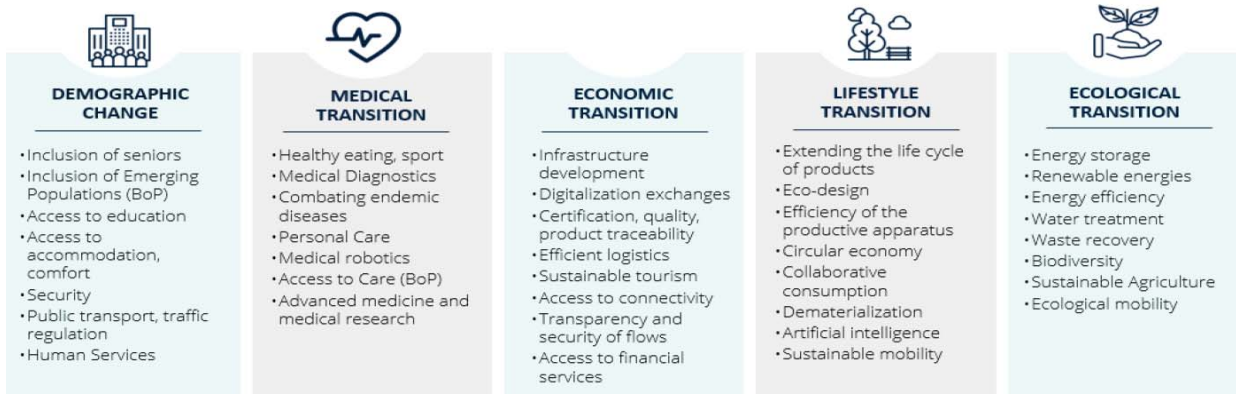 DEMOGRAPHIC
CHANGE
•Inclusion of seniors
•Inclusion of Emerging
Populations (BoP)
•Access to education
•Access to
accommodation,
comfort
•Security
•Public transport, traffic
regulation
•Human Services
MEDICAL
TRANSITION
•Healthy eating, sport
•Medical Diagnostics
•Combating endemic
diseases
•Personal Care
•Medical robotics
•Access to Care (BoP)
•Advanced medicine and
medical research
ECONOMIC
TRANSITION
•Infrastructure
development
•Digitalization exchanges
•Certification, quality,
product traceability
•Efficient logistics
•Sustainable tourism
•Access to connectivity
•Transparency and
security of flows
•Access to financial
services
LIFESTYLE
TRANSITION
•Extending the life cycle
of products
•Eco-design
•Efficiency of the
productive apparatus
•Circular economy
•Collaborative
consumption
•Dematerialization
•Artificial intelligence
•Sustainable mobility
ECOLOGICAL
TRANSITION
•Energy storage
•Renewable energies
•Energy efficiency
•Water treatment
•Waste recovery
•Biodiversity
•Sustainable Agriculture
•Ecological mobility